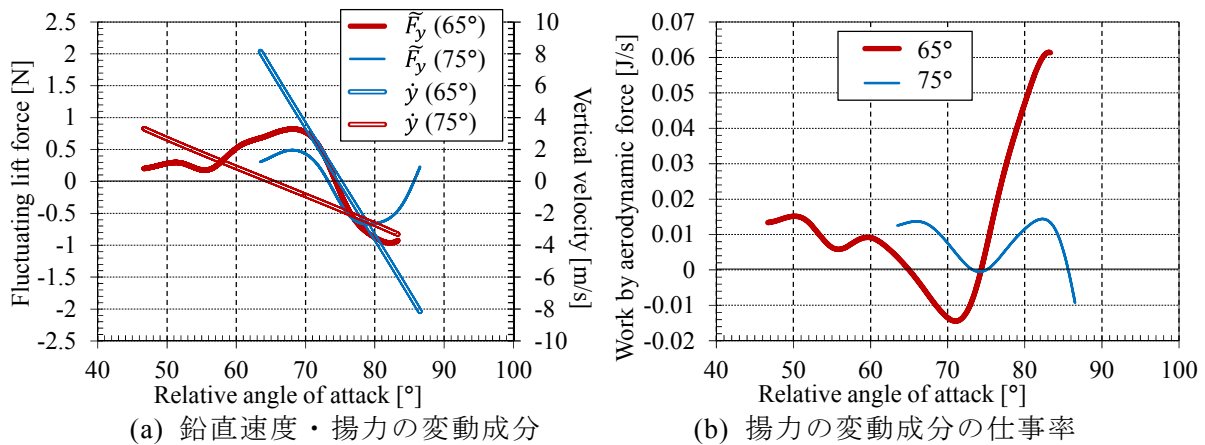 Fluctuating lift force [N]
2.5
2
1.5
1
0.5
0
-0.5
-1
-1.5
-2
-2.5
F̃y (65°)
F̃y (75°)
ẏ (65°)
ẏ (75°)
10
8
6
4
2
0
-2
-4
-6
-8
-10
Vertical velocity [m/s]
40 50 60 70 80 90 100
Relative angle of attack [°]
(a) 鉛直速度・揚力の変動成分
Work by aerodynamic force [J/s]
0.07
0.06
0.05
0.04
0.03
0.02
0.01
0
-0.01
-0.02
65°
75°
40 50 60 70 80 90 100
Relative angle of attack [°]
(b) 揚力の変動成分の仕事率